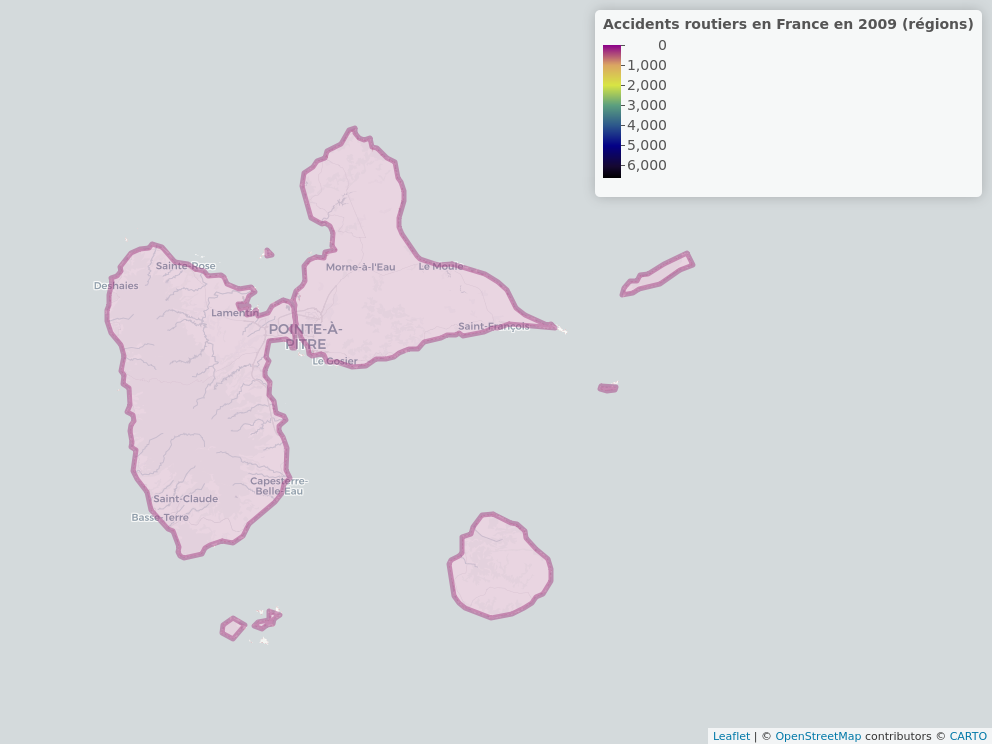 Accidents routiers en France en 2009 (régions)
0
1,000
2,000
3,000
4,000
5,000
6,000
Sainte-Rose
Deshaies
Morne-à-l'Eau
Le Moule
Lamentin
POINTE-À-
PITRE
Saint-François
Le Gosier
Capesterre-
Belle-Eau
Saint-Claude
Basse-Terre
Leaflet | © OpenStreetMap contributors © CARTO